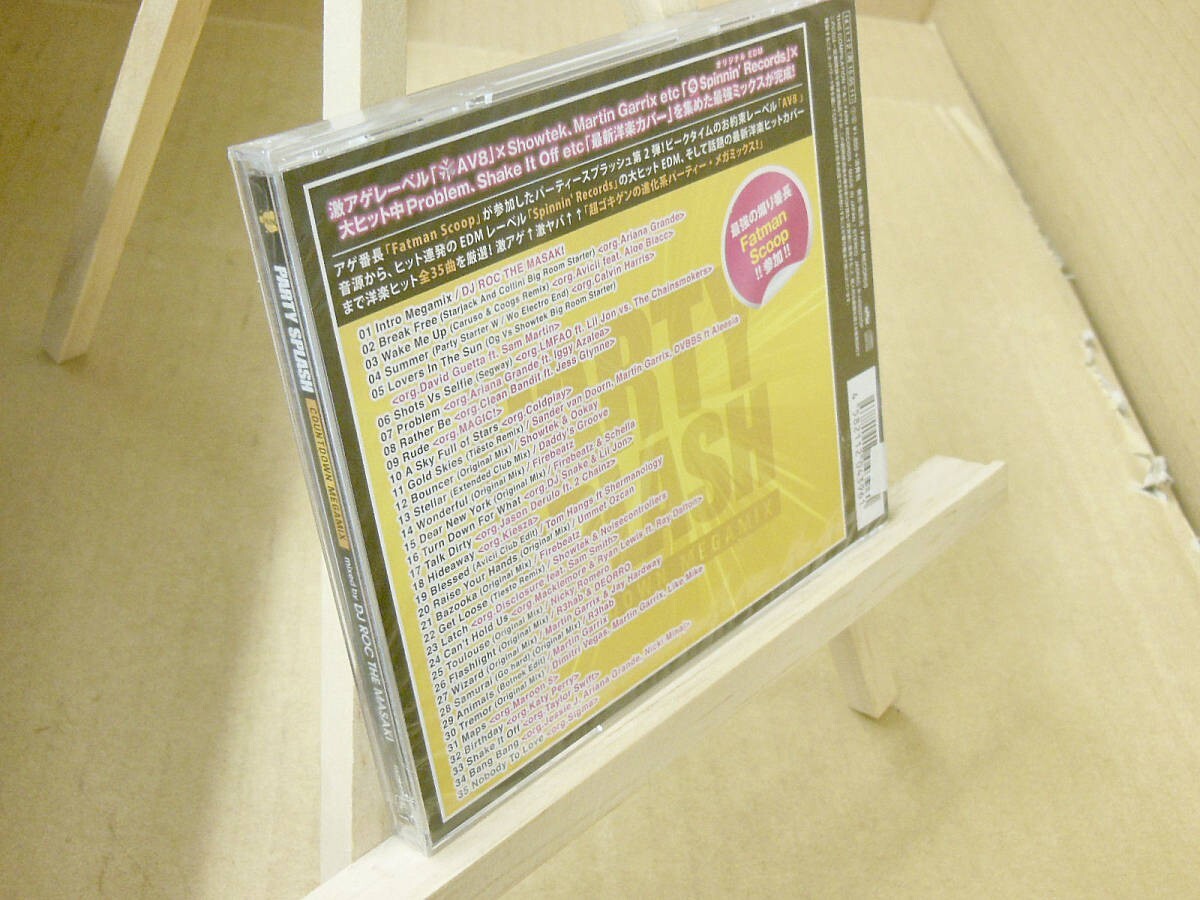 激アゲレーベル「AV8」×Showtek、Martin Garrix etc「オリジナル EDM Spinnin' Records」×
大ヒット中Problem、Shake It Off etc「最新洋楽カバー」を集めた最強ミックスが完成!
アゲ番長「Fatman Scoop」が参加したパーティースプラッシュ第2弾!ピークタイムのお約束レーベル「AV8」
音源から、ヒット連発のEDMレーベル「Spinnin' Records」の大ヒットEDM、そして話題の最新洋楽ヒットカバー
まで洋楽ヒット全35曲を厳選! 激アゲ↑激ヤバ↑↑「超ゴキゲンの進化系パーティー・メガミックス!」
最強の煽り番長
Fatman
Scoop
!!参加!!
01 Intro Megamix / DJ ROC THE MASAKI
02 Break Free (Starjack And Collin Big Room Starter) <org.Ariana Grande>
03 Wake Me Up (Caruso & Coogs Remix) <org.Avicii feat. Aloe Blacc>
04 Summer (Party Starter W / Wo Electro End) <org.Calvin Harris>
05 Lovers In The Sun (Og Vs Showtek Big Room Starter)
<org.David Guetta ft. Sam Martin>
06 Shots Vs Selfie (Segway) <org.LMFAO ft. Lil Jon vs. The Chainsmokers>
07 Problem <org.Ariana Grande ft. Iggy Azalea>
08 Rather Be <org.Clean Bandit ft. Jess Glynne>
09 Rude <org.MAGIC!>
10 A Sky Full of Stars <org.Coldplay>
11 Gold Skies (Tiësto Remix) / Sander van Doorn, Martin Garrix, DVBBS ft Aleesia
12 Bouncer (Original Mix) / Showtek & Ookay
13 Stellar (Extended Club Mix) / Daddy's Groove
14 Wonderful (Original Mix) / Firebeatz
15 Dear New York (Original Mix) / Firebeatz & Schella
16 Turn Down For What <org.DJ Snake & Lil Jon>
17 Talk Dirty <org.Jason Derulo ft. 2 Chainz>
18 Hideaway <org.Kiesza>
19 Blessed (Avicii Club Edit) / Tom Hangs ft Shermanology
20 Raise Your Hands (Original Mix) / Ummet Ozcan
21 Bazooka (Original Mix) / Firebeatz
22 Get Loose (Tiesto Remix) / Showtek & Noisecontrollers
23 Latch <org.Disclosure feat. Sam Smith>
24 Can't Hold Us <org.Macklemore & Ryan Lewis ft. Ray Dalton>
25 Toulouse (Original Mix) / Nicky Romero
26 Flashlight (Original Mix) / R3hab & DEORRO
27 Wizard (Original Mix) / Martin Garrix & Jay Hardway
28 Samurai (Go hard) (Original Mix) / R3hab
29 Animals (Botnek Edit) / Martin Garrix
30 Tremor (Original Mix) / Dimitri Vegas, Martin Garrix, Like Mike
31 Maps <org.Maroon 5>
32 Birthday <org.Katy Perry>
33 Shake It Off <org.Taylor Swift>
34 Bang Bang <org.Jessie J, Ariana Grande, Nicki Minaj>
35 Nobody To Love <org.Sigma>
PARTY SPLASH COUNTDOWN MEGAMIX mixed by DJ ROC THE MASAKI